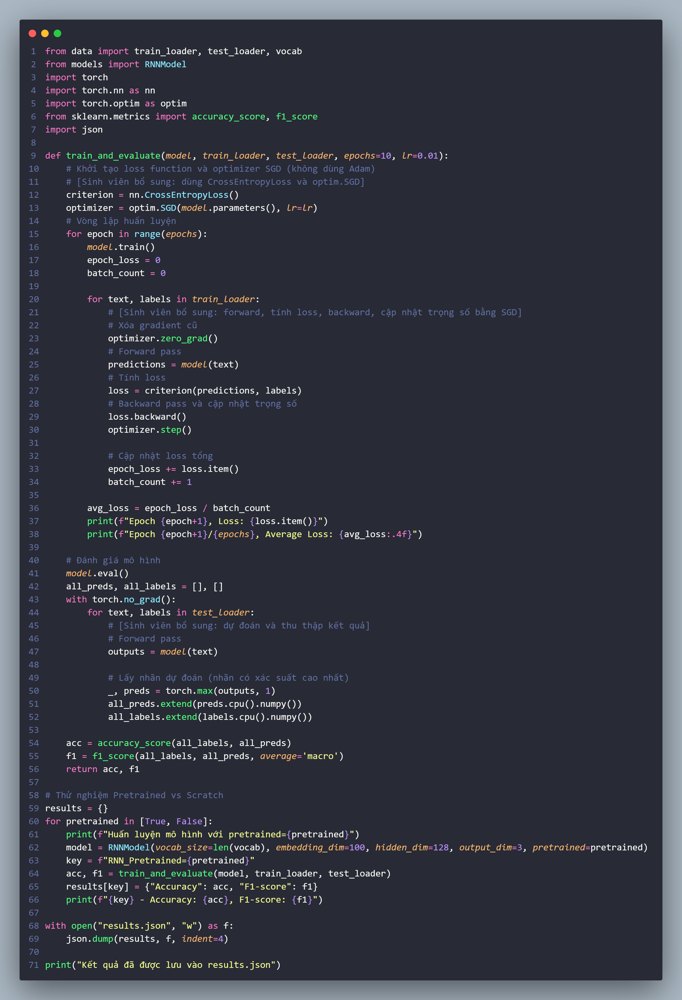 1 from data import train_loader, test_loader, vocab
2 from models import RNNModel
3 import torch
4 import torch.nn as nn
5 import torch.optim as optim
6 from sklearn.metrics import accuracy_score, f1_score
7 import json
8
9 def train_and_evaluate(model, train_loader, test_loader, epochs=10, lr=0.01):
10     # Khởi tạo loss function và optimizer SGD (không dùng Adam)
11     # [Sinh viên bổ sung: dùng CrossEntropyLoss và optim.SGD]
12     criterion = nn.CrossEntropyLoss()
13     optimizer = optim.SGD(model.parameters(), lr=lr)
14     # Vòng lặp huấn luyện
15     for epoch in range(epochs):
16         model.train()
17         epoch_loss = 0
18         batch_count = 0
19
20         for text, labels in train_loader:
21             # [Sinh viên bổ sung: forward, tính loss, backward, cập nhật trọng số bằng SGD]
22             # Xóa gradient cũ
23             optimizer.zero_grad()
24             # Forward pass
25             predictions = model(text)
26             # Tính loss
27             loss = criterion(predictions, labels)
28             # Backward pass và cập nhật trọng số
29             loss.backward()
30             optimizer.step()
31
32             # Cập nhật loss tổng
33             epoch_loss += loss.item()
34             batch_count += 1
35
36         avg_loss = epoch_loss / batch_count
37         print(f"Epoch {epoch+1}, Loss: {loss.item()}")
38         print(f"Epoch {epoch+1}/{epochs}, Average Loss: {avg_loss:.4f}")
39
40     # Đánh giá mô hình
41     model.eval()
42     all_preds, all_labels = [], []
43     with torch.no_grad():
44         for text, labels in test_loader:
45             # [Sinh viên bổ sung: dự đoán và thu thập kết quả]
46             # Forward pass
47             outputs = model(text)
48
49             # Lấy nhãn dự đoán (nhãn có xác suất cao nhất)
50             _, preds = torch.max(outputs, 1)
51             all_preds.extend(preds.cpu().numpy())
52             all_labels.extend(labels.cpu().numpy())
53
54     acc = accuracy_score(all_labels, all_preds)
55     f1 = f1_score(all_labels, all_preds, average='macro')
56     return acc, f1
57
58 # Thử nghiệm Pretrained vs Scratch
59 results = {}
60 for pretrained in [True, False]:
61     print(f"Huấn luyện mô hình với pretrained={pretrained}")
62     model = RNNModel(vocab_size=len(vocab), embedding_dim=100, hidden_dim=128, output_dim=3, pretrained=pretrained)
63     key = f"RNN_Pretrained={pretrained}"
64     acc, f1 = train_and_evaluate(model, train_loader, test_loader)
65     results[key] = {"Accuracy": acc, "F1-score": f1}
66     print(f"{key} - Accuracy: {acc}, F1-score: {f1}")
67
68 with open("results.json", "w") as f:
69     json.dump(results, f, indent=4)
70
71 print("Kết quả đã được lưu vào results.json")